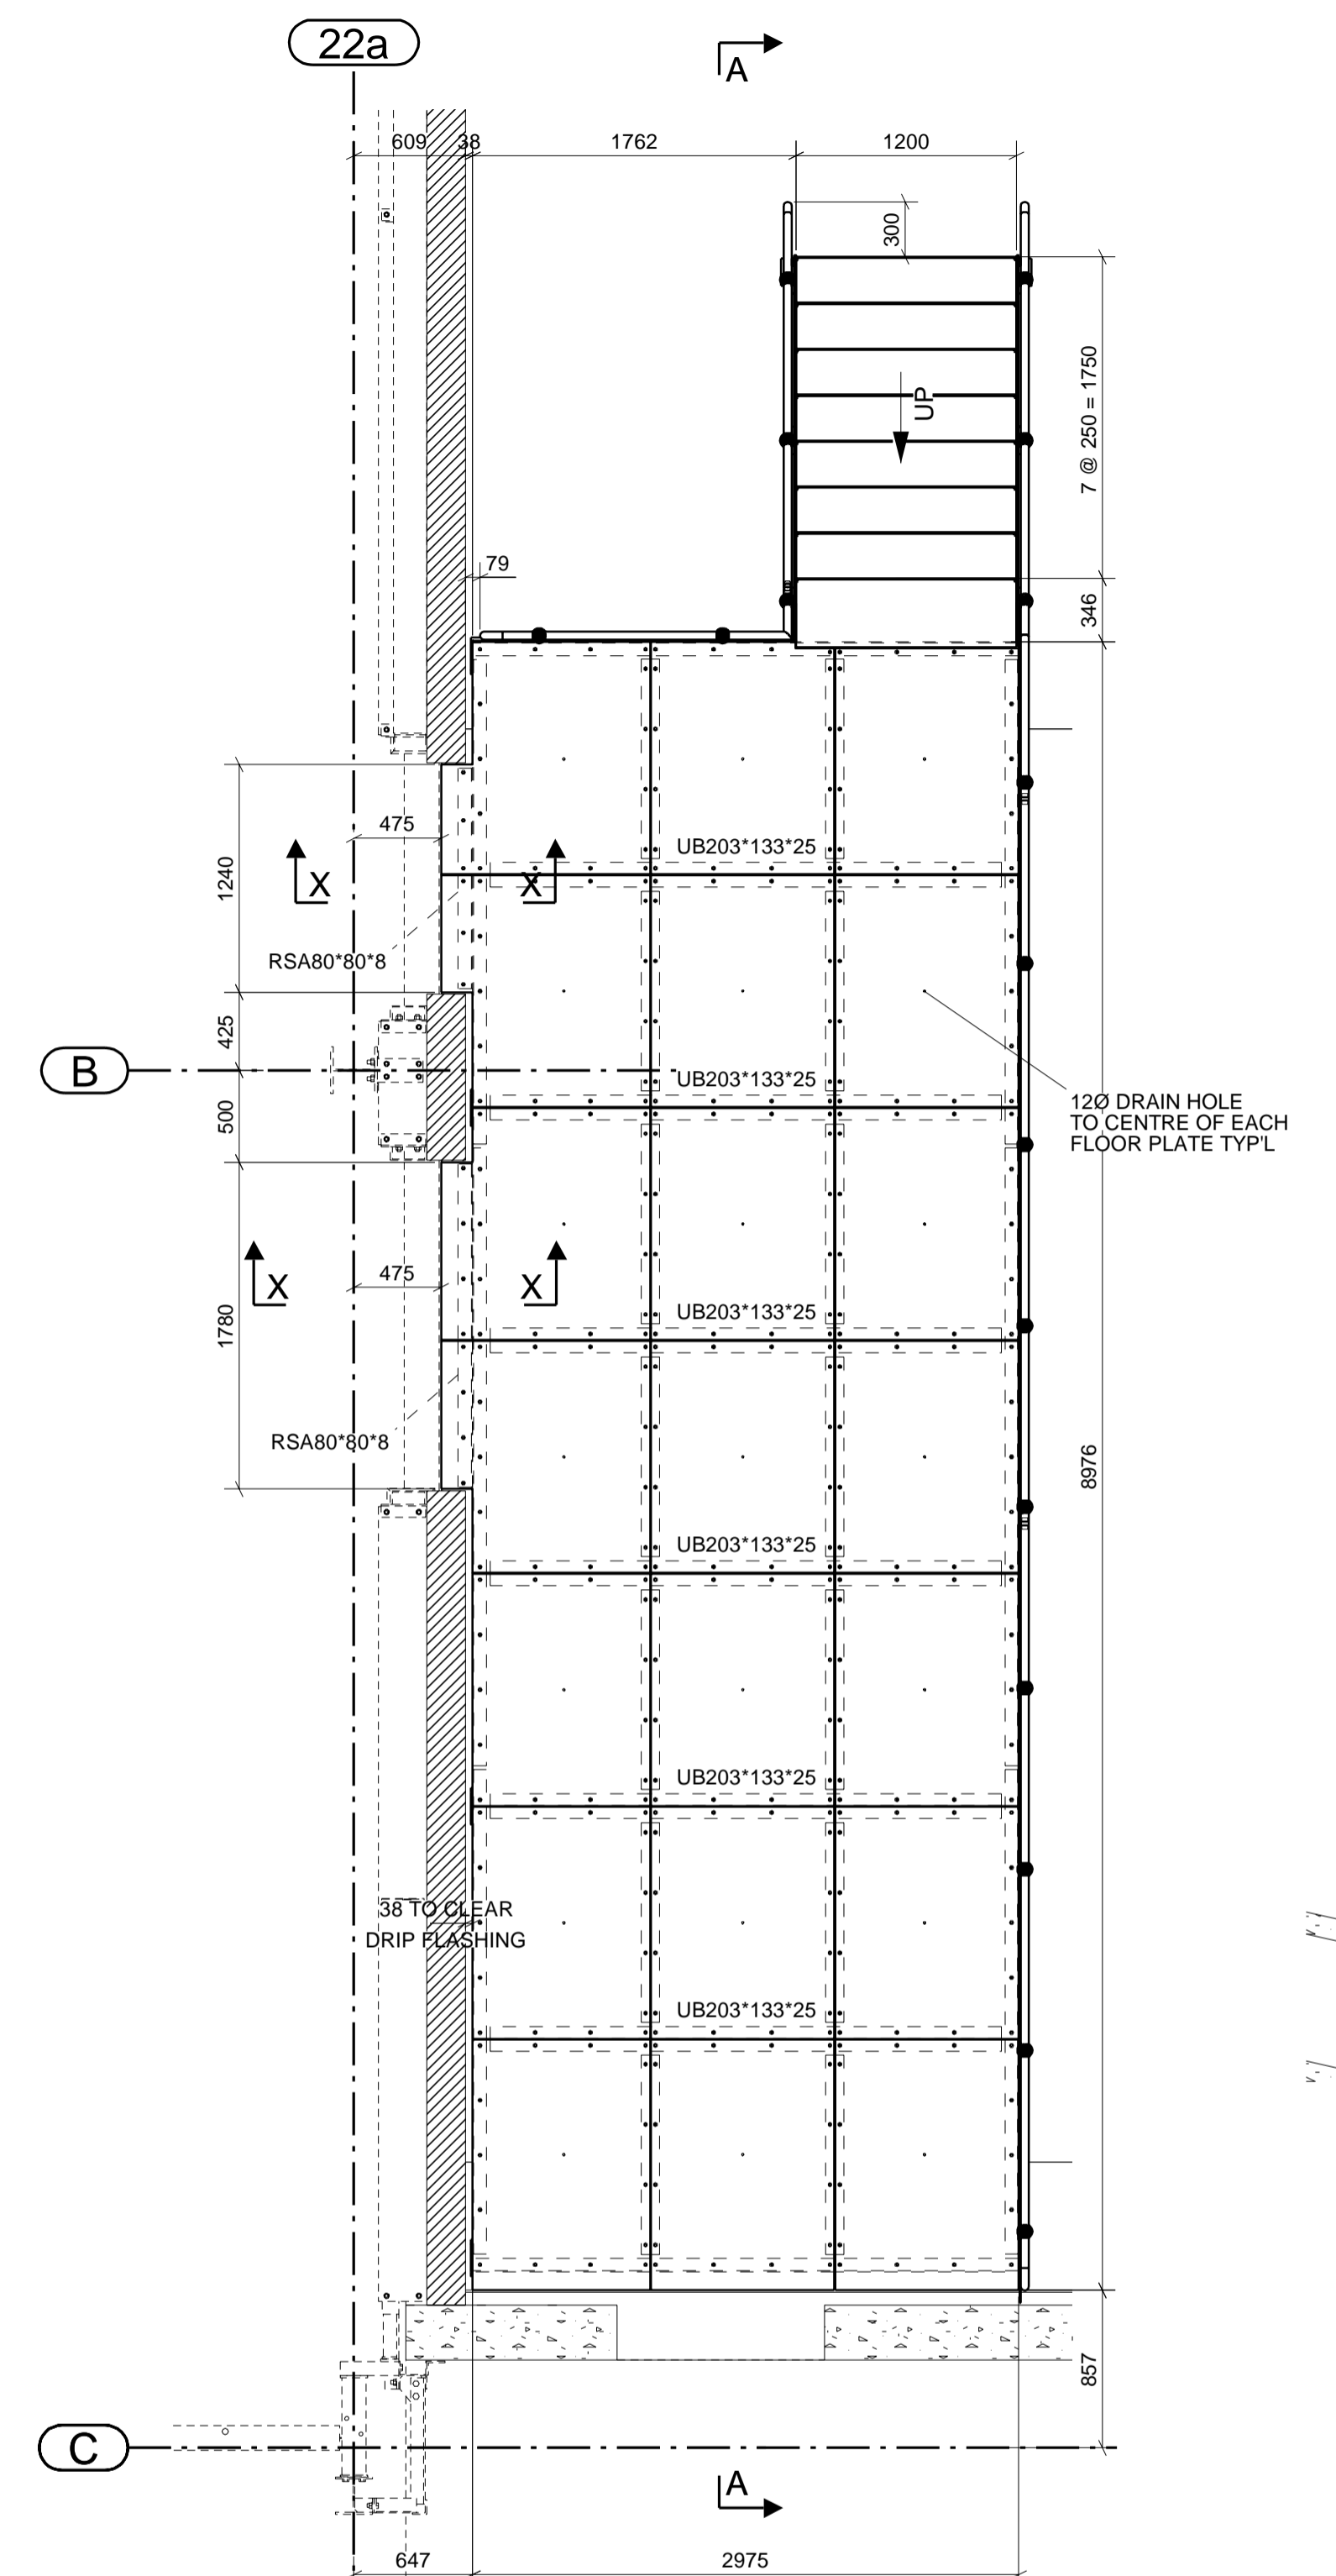 22a
A
609
38
1762
1200
300
UP
7 @ 250 = 1750
79
346
475
UB203*133*25
1240
X
X
RSA80*80*8
425
B
UB203*133*25
12Ø DRAIN HOLE
TO CENTRE OF EACH
FLOOR PLATE TYP'L
500
475
X
X
UB203*133*25
1780
RSA80*80*8
8976
UB203*133*25
UB203*133*25
38 TO CLEAR
DRIP FLASHING
UB203*133*25
857
C
A
647
2975